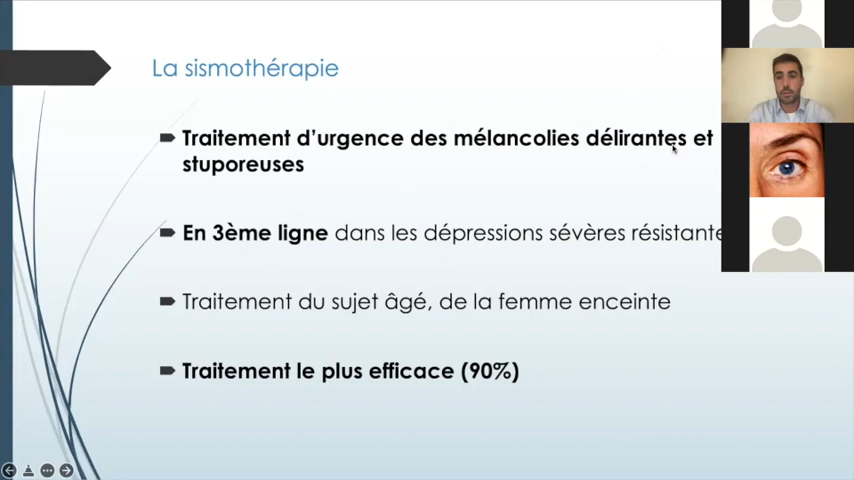 La sismothérapie
Traitement d'urgence des mélancolies délirantes et
stuporeuses
En 3ème ligne dans les dépressions sévères résistante
Traitement du sujet âgé, de la femme enceinte
Traitement le plus efficace (90%)